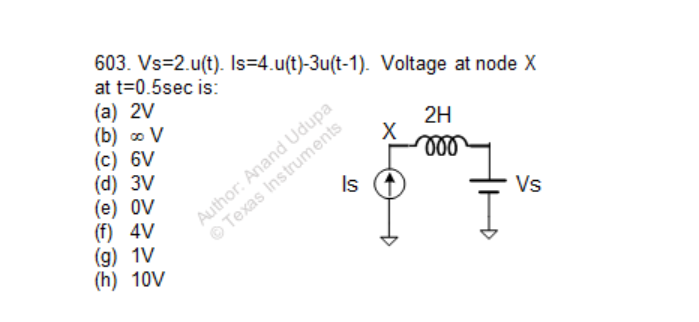 603. Vs=2.u(t). Is=4.u(t)-3u(t-1). Voltage at node X
at t=0.5sec is:
(a) 2V
(b) ∞ V
(c) 6V
(d) 3V
(e) 0V
(f) 4V
(g) 1V
(h) 10V
2H
X
Is
Vs
Author: Anand Udupa
© Texas Instruments